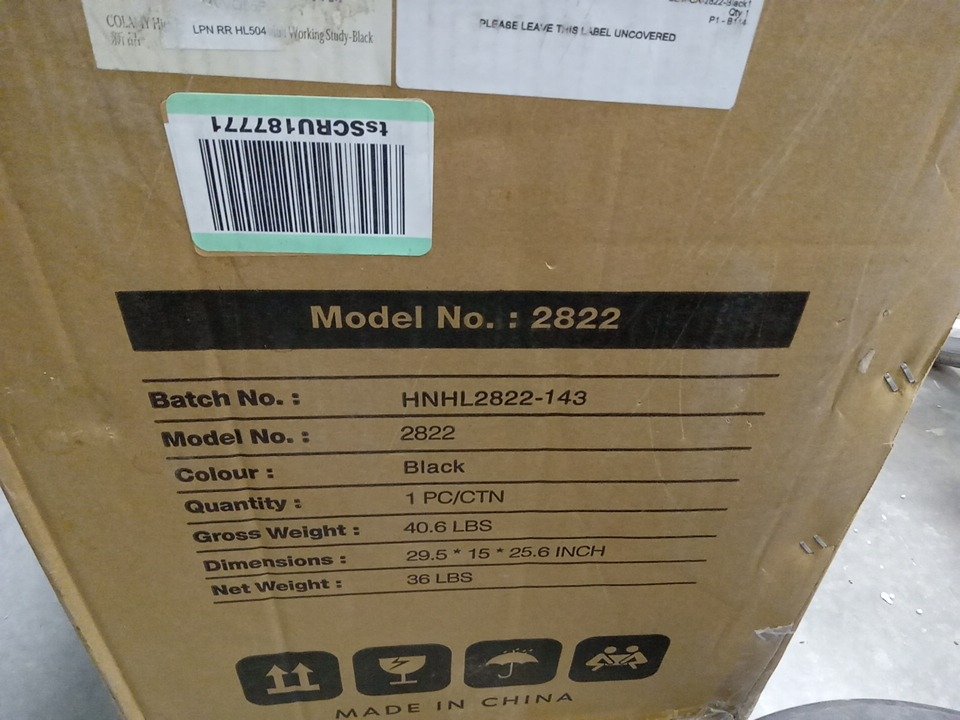 COLAMY Hi
LPN RR HL504
Working Study-Black
Qty 1
P1 - B114
PLEASE LEAVE THIS LABEL UNCOVERED
tsSCRU187771
Model No. : 2822
Batch No. : HNHL2822-143
Model No. : 2822
Colour : Black
Quantity : 1 PC/CTN
Gross Weight : 40.6 LBS
Dimensions : 29.5 * 15 * 25.6 INCH
Net Weight : 36 LBS
MADE IN CHINA